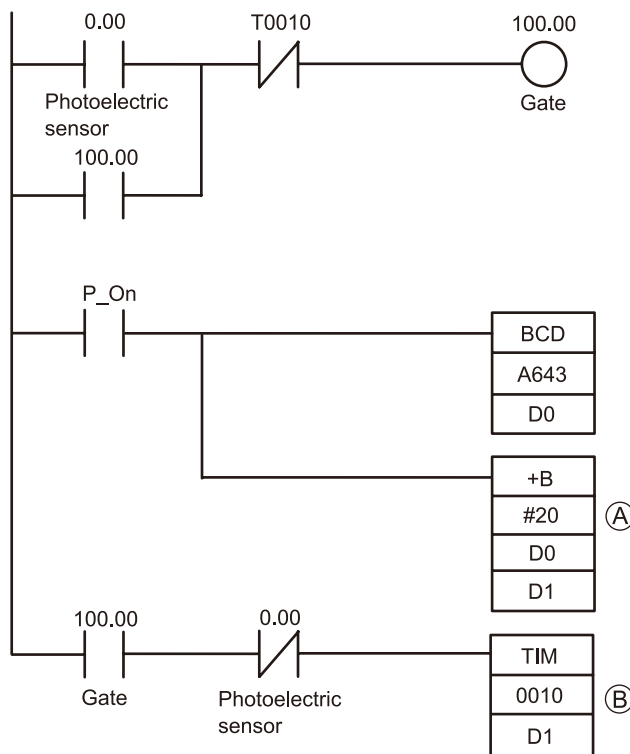 0.00 T0010 100.00
Photoelectric
sensor
Gate
100.00
P_On
BCD
A643
D0
+B
#20
D0
D1
A
100.00 0.00
Gate
Photoelectric
sensor
TIM
0010
D1
B